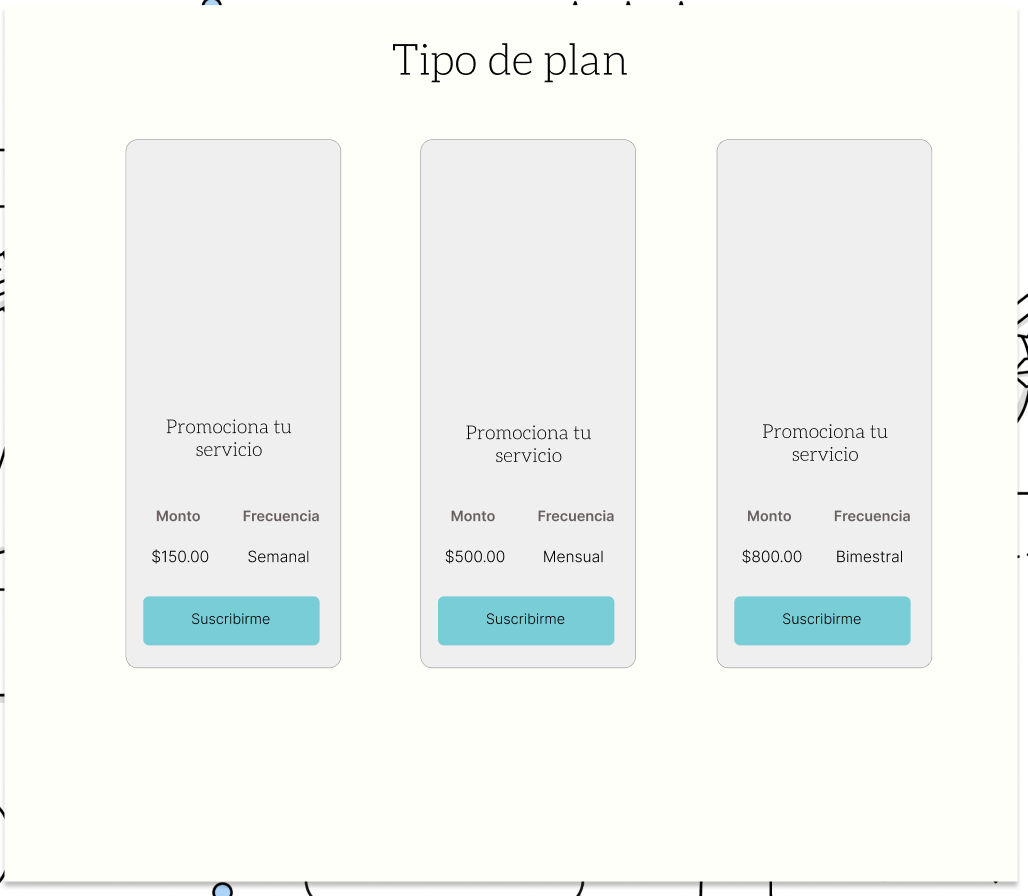 Tipo de plan
Promociona tu
servicio
Monto Frecuencia
$150.00 Semanal
Suscribirme
Promociona tu
servicio
Monto Frecuencia
$500.00 Mensual
Suscribirme
Promociona tu
servicio
Monto Frecuencia
$800.00 Bimestral
Suscribirme